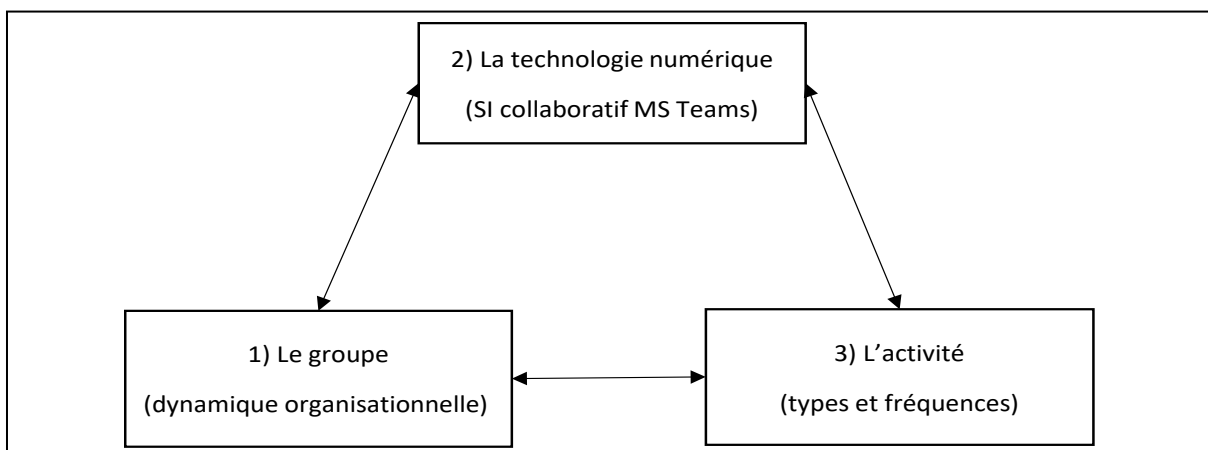 2) La technologie numérique
(SI collaboratif MS Teams)
1) Le groupe
(dynamique organisationnelle)
3) L’activité
(types et fréquences)